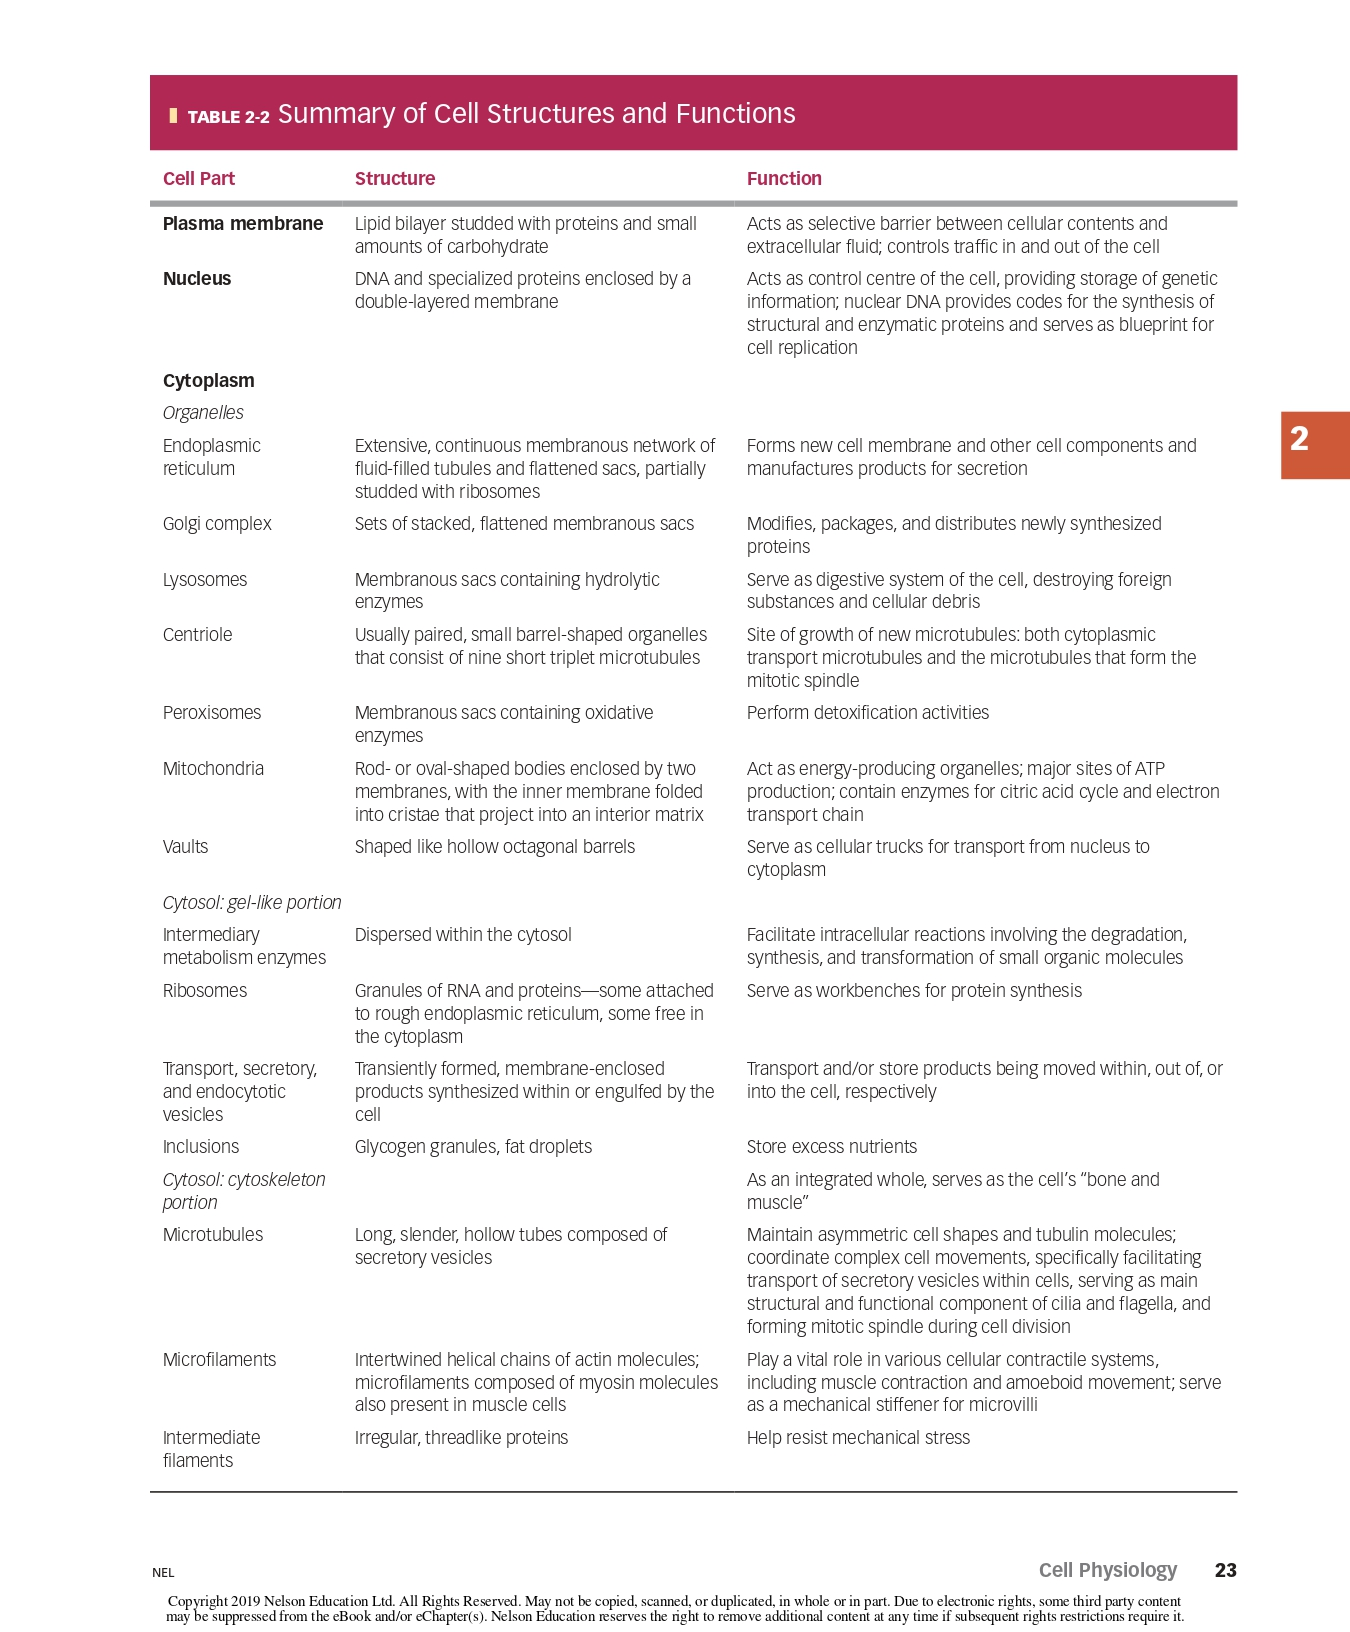 TABLE 2-2 Summary of Cell Structures and Functions
Cell Part Structure Function
Plasma membrane Lipid bilayer studded with proteins and small Acts as selective barrier between cellular contents and
amounts of carbohydrate extracellular fluid; controls traffic in and out of the cell
Nucleus DNA and specialized proteins enclosed by a Acts as control centre of the cell, providing storage of genetic
double-layered membrane information; nuclear DNA provides codes for the synthesis of
structural and enzymatic proteins and serves as blueprint for
cell replication
Cytoplasm
Organelles
2
Endoplasmic Extensive, continuous membranous network of Forms new cell membrane and other cell components and
reticulum fluid-filled tubules and flattened sacs, partially manufactures products for secretion
studded with ribosomes
Golgi complex Sets of stacked, flattened membranous sacs Modifies, packages, and distributes newly synthesized
proteins
Lysosomes Membranous sacs containing hydrolytic Serve as digestive system of the cell, destroying foreign
enzymes substances and cellular debris
Centriole Usually paired, small barrel-shaped organelles Site of growth of new microtubules: both cytoplasmic
that consist of nine short triplet microtubules transport microtubules and the microtubules that form the
mitotic spindle
Peroxisomes Membranous sacs containing oxidative Perform detoxification activities
enzymes
Mitochondria Rod- or oval-shaped bodies enclosed by two Act as energy-producing organelles; major sites of ATP
membranes, with the inner membrane folded production; contain enzymes for citric acid cycle and electron
into cristae that project into an interior matrix transport chain
Vaults Shaped like hollow octagonal barrels Serve as cellular trucks for transport from nucleus to
cytoplasm
Cytosol: gel-like portion
Intermediary Dispersed within the cytosol Facilitate intracellular reactions involving the degradation,
metabolism enzymes synthesis, and transformation of small organic molecules
Ribosomes Granules of RNA and proteins—some attached Serve as workbenches for protein synthesis
to rough endoplasmic reticulum, some free in
the cytoplasm
Transport, secretory, Transiently formed, membrane-enclosed Transport and/or store products being moved within, out of, or
and endocytotic products synthesized within or engulfed by the into the cell, respectively
vesicles cell
Inclusions Glycogen granules, fat droplets Store excess nutrients
Cytosol: cytoskeleton As an integrated whole, serves as the cell’s “bone and
portion muscle”
Microtubules Long, slender, hollow tubes composed of Maintain asymmetric cell shapes and tubulin molecules;
secretory vesicles coordinate complex cell movements, specifically facilitating
transport of secretory vesicles within cells, serving as main
structural and functional component of cilia and flagella, and
forming mitotic spindle during cell division
Microfilaments Intertwined helical chains of actin molecules; Play a vital role in various cellular contractile systems,
microfilaments composed of myosin molecules including muscle contraction and amoeboid movement; serve
also present in muscle cells as a mechanical stiffener for microvilli
Intermediate Irregular, threadlike proteins Help resist mechanical stress
filaments
NEL Cell Physiology 23
Copyright 2019 Nelson Education Ltd. All Rights Reserved. May not be copied, scanned, or duplicated, in whole or in part. Due to electronic rights, some third party content
may be suppressed from the eBook and/or eChapter(s). Nelson Education reserves the right to remove additional content at any time if subsequent rights restrictions require it.